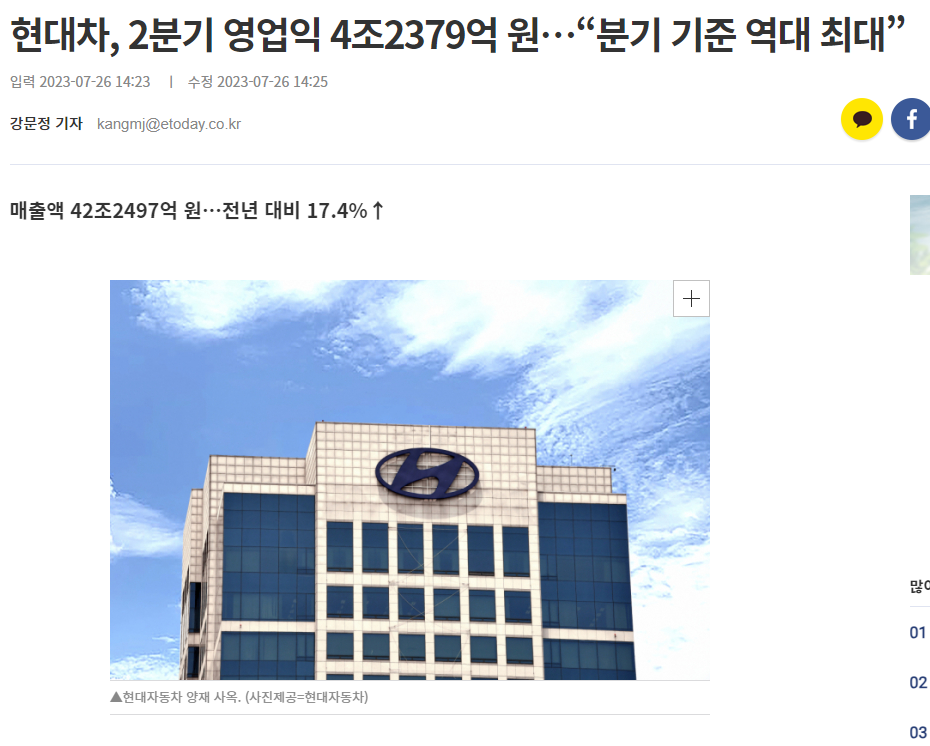 현대차, 2분기 영업익 4조2379억 원…“분기 기준 역대 최대”
입력 2023-07-26 14:23 | 수정 2023-07-26 14:25
강문정 기자 kangmj@etoday.co.kr
매출액 42조2497억 원…전년 대비 17.4%↑
▲현대자동차 양재 사옥. (사진제공=현대자동차)
많이
01
02
03